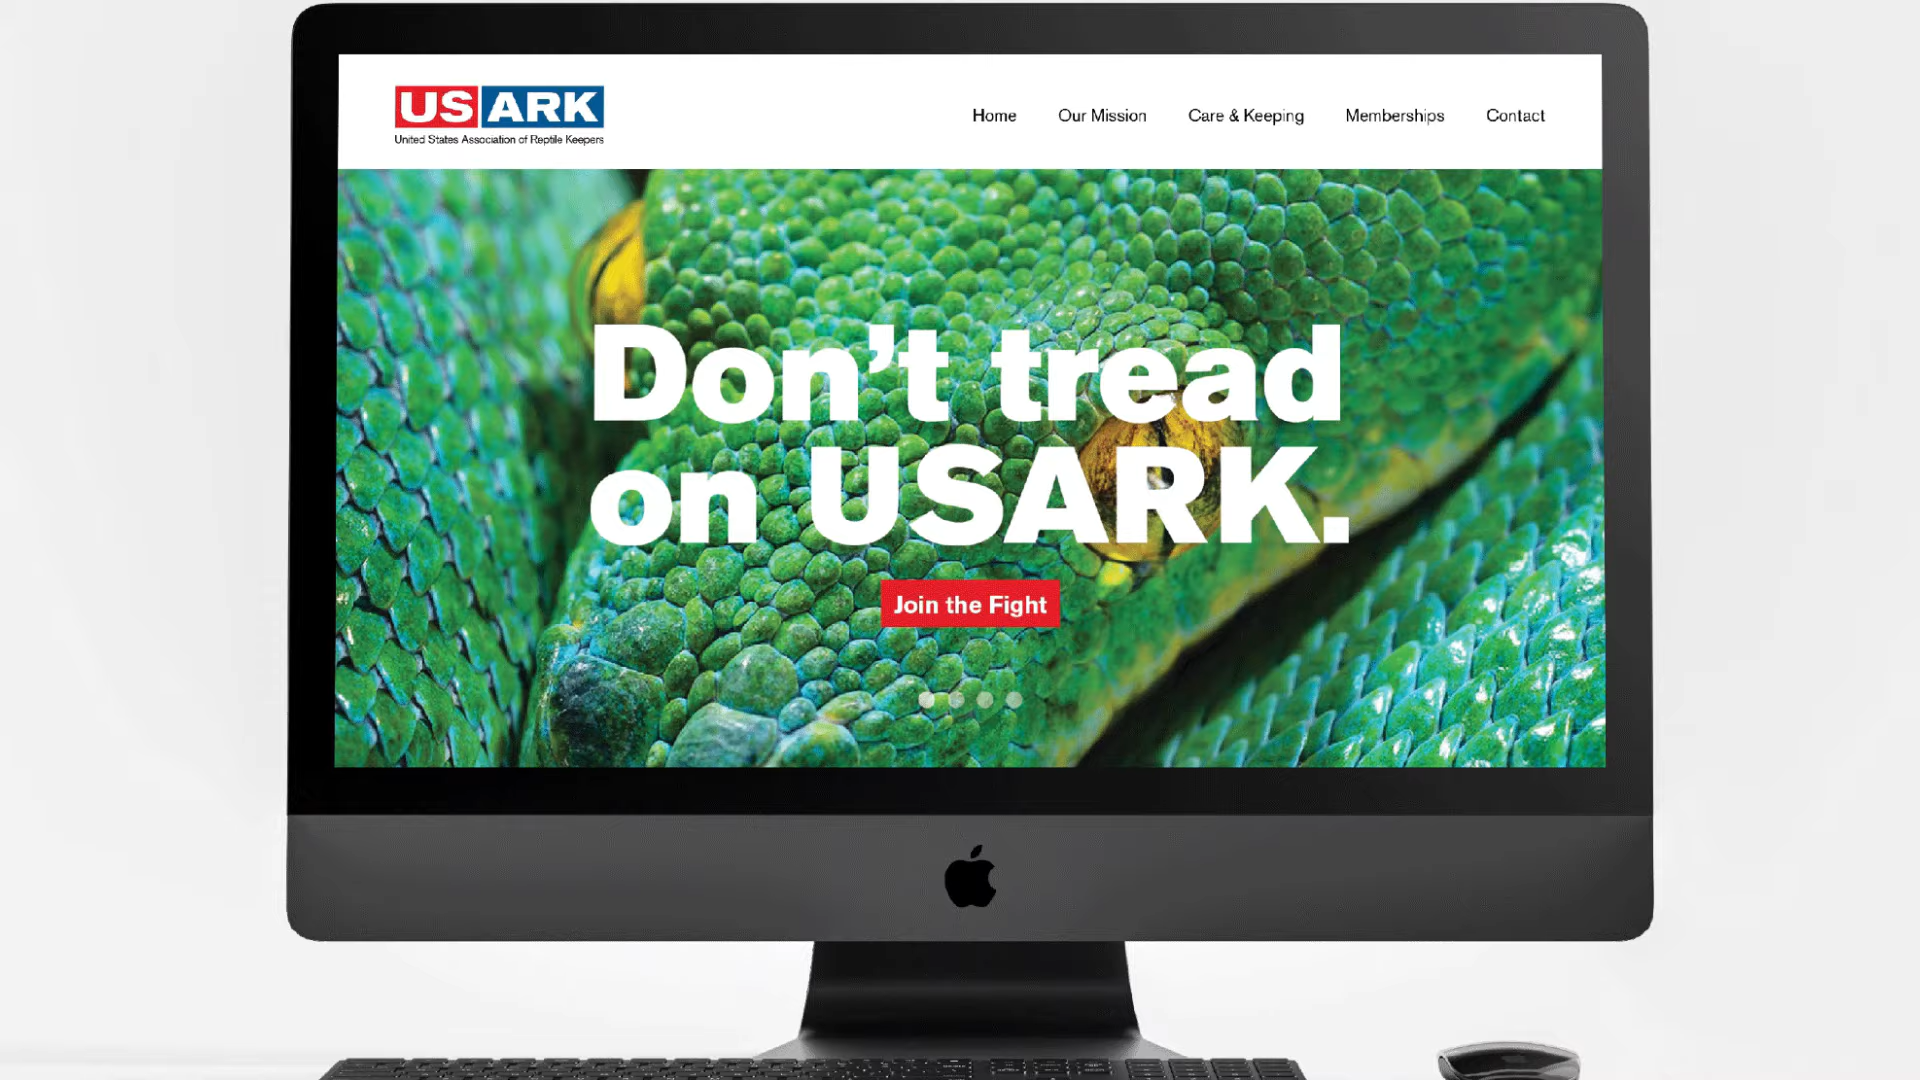 USARK
United States Association of Reptile Keepers
Home
Our Mission
Care & Keeping
Memberships
Contact
Don't tread
on USARK.
Join the Fight